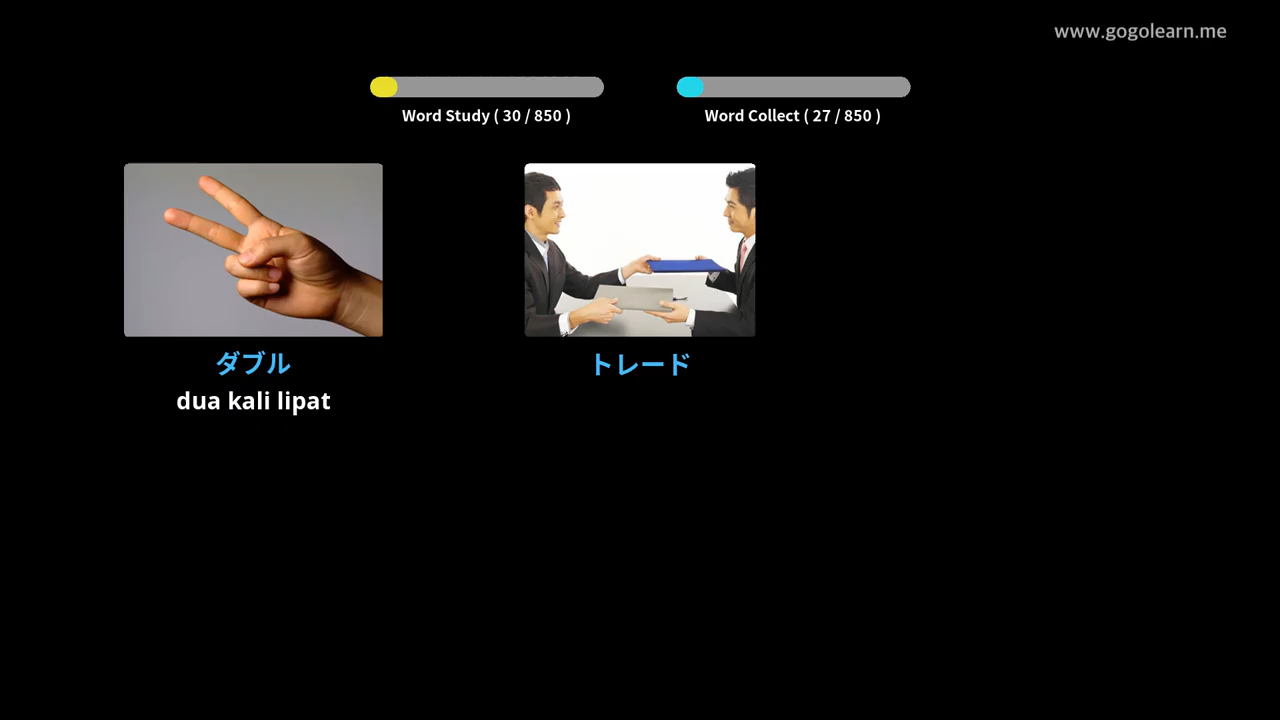 www.gogolearn.me
Word Study ( 30 / 850 )
Word Collect ( 27 / 850 )
ダブル
dua kali lipat
トレード